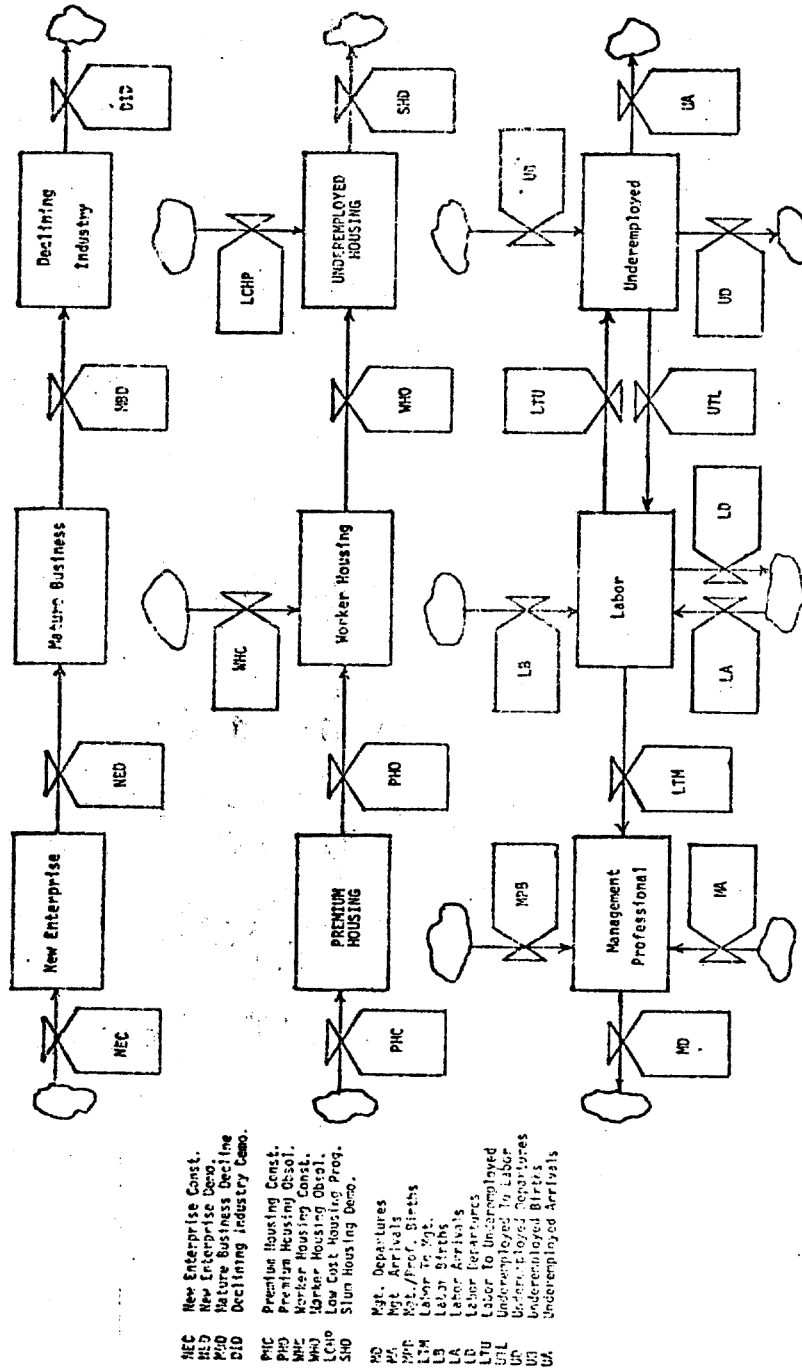 NEC
NED
MBD
DID
New Enterprise
Mature Business
Declining
Industry
WHC
LCHP
PHC
PHO
WHO
SHD
PREMIUM
HOUSING
Worker Housing
UNDEREMPLOYED
HOUSING
MPB
LB
UB
MD
LTM
LTU
UA
Management
Professional
Labor
Underemployed
MA
LA
LD
UTL
UD
NEC New Enterprise Const.
NED New Enterprise Demo.
MBD Mature Business Decline
DID Declining Industry Demo.
PHC Premium Housing Const.
PHO Premium Housing Obsol.
WHC Worker Housing Const.
WHO Worker Housing Obsol.
LCHP Low Cost Housing Prog.
SHD Slum Housing Demo.
MD Mgt. Departures
MA Mgt. Arrivals
MPB Mgt./Prof. Births
LTM Labor To Mgt.
LB Labor Births
LA Labor Arrivals
LD Labor Departures
LTU Labor To Underemployed
UTL Underemployed To Labor
UD Underemployed Departures
UB Underemployed Births
UA Underemployed Arrivals